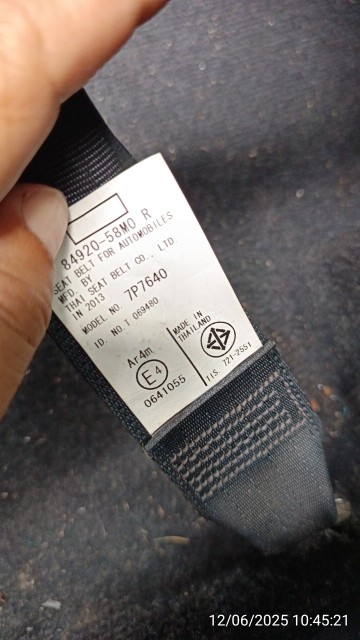 84920-58M0 R
SEAT BELT FOR AUTOMOBILES
MFD. BY
THAI SEAT BELT CO., LTD.
IN 2013
MODEL NO. 7P7640
ID. NO. T 069480
Ar4m
E4
0641055
MADE IN
THAILAND
TIS. 721-2551
12/06/2025 10:45:21